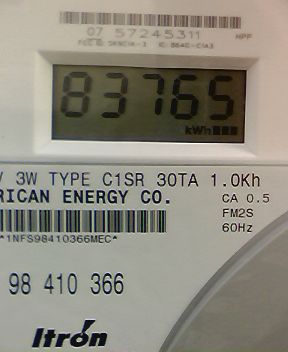 07 57245311
83765
kWh
V 3W TYPE C1SR 30TA 1.0Kh
RICAN ENERGY CO.
CA 0.5
FM2S
60Hz
*1NFS98410366MEC*
98 410 366
Itrón